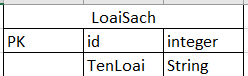 LoaiSach
PK id integer
TenLoai String